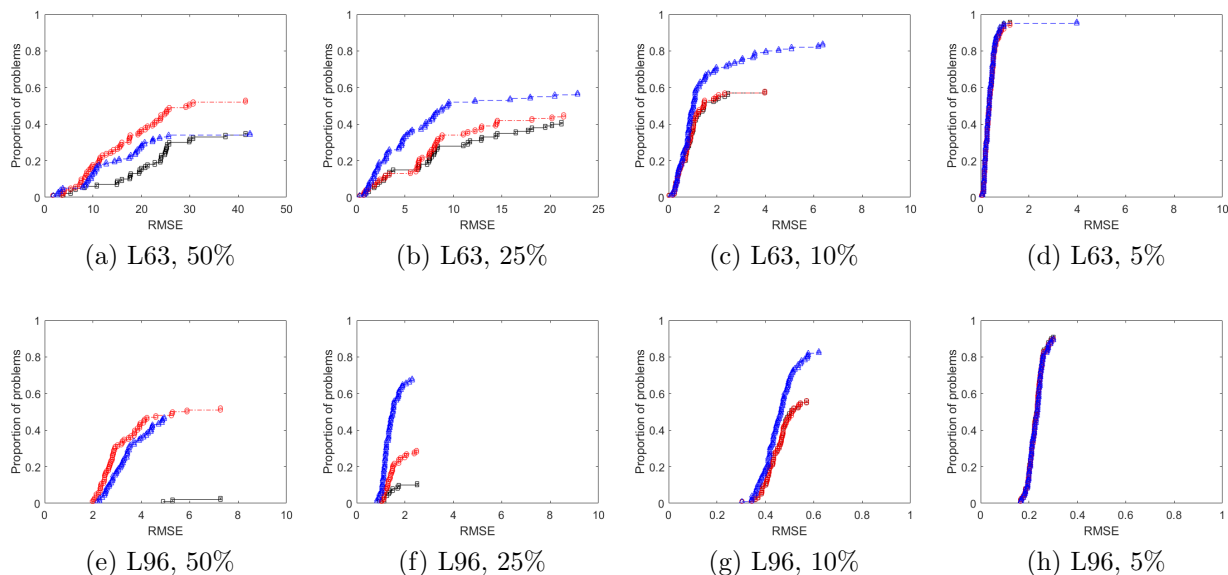 1
0.8
0.6
0.4
0.2
0
0 10 20 30 40 50
Proportion of problems
RMSE
(a) L63, 50%
1
0.8
0.6
0.4
0.2
0
0 5 10 15 20 25
Proportion of problems
RMSE
(b) L63, 25%
1
0.8
0.6
0.4
0.2
0
0 2 4 6 8 10
Proportion of problems
RMSE
(c) L63, 10%
1
0.8
0.6
0.4
0.2
0
0 2 4 6 8 10
Proportion of problems
RMSE
(d) L63, 5%
1
0.8
0.6
0.4
0.2
0
0 2 4 6 8 10
Proportion of problems
RMSE
(e) L96, 50%
1
0.8
0.6
0.4
0.2
0
0 2 4 6 8 10
Proportion of problems
RMSE
(f) L96, 25%
1
0.8
0.6
0.4
0.2
0
0 0.2 0.4 0.6 0.8 1
Proportion of problems
RMSE
(g) L96, 10%
1
0.8
0.6
0.4
0.2
0
0 0.2 0.4 0.6 0.8 1
Proportion of problems
RMSE
(h) L96, 5%